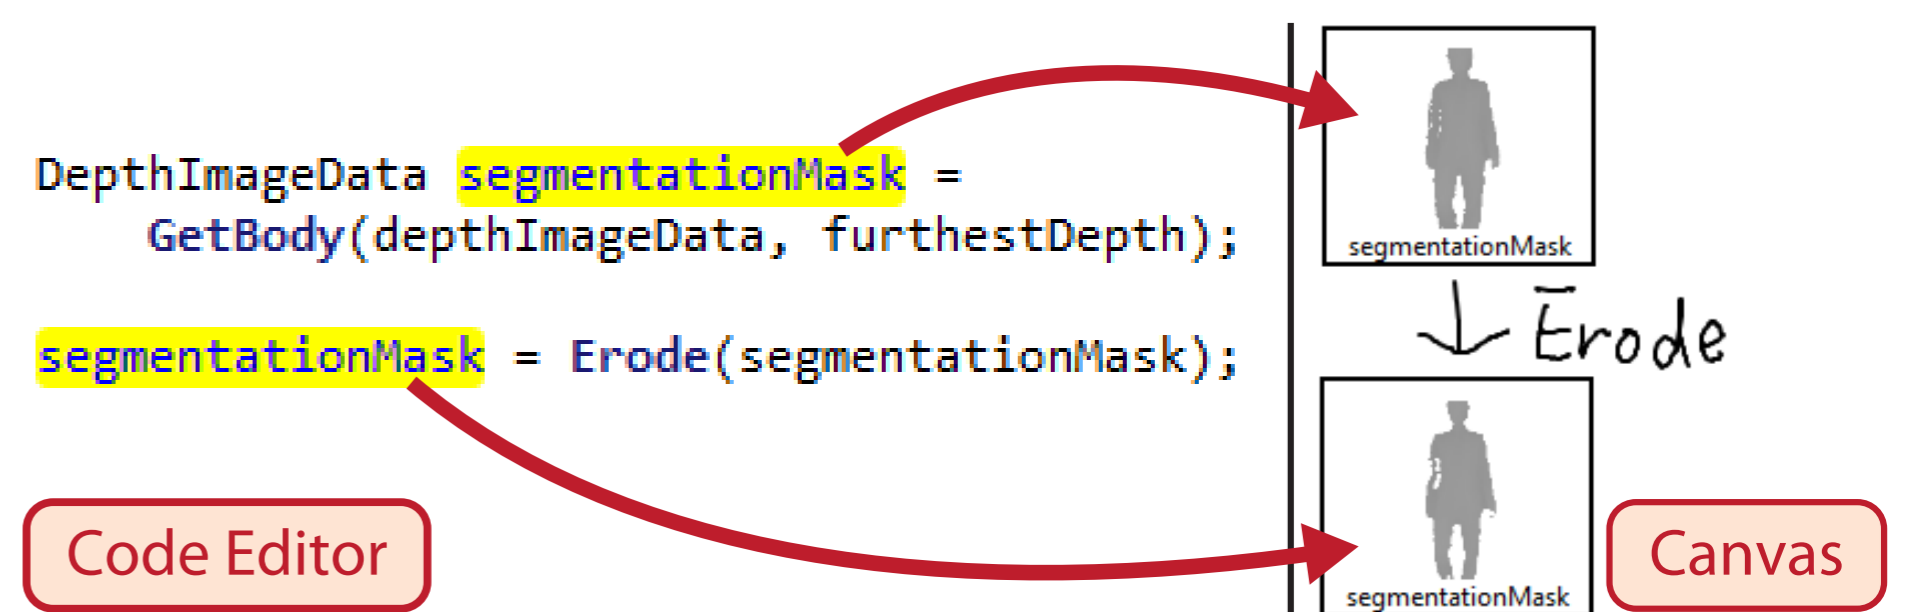 DepthImageData segmentationMask =
GetBody(depthImageData, furthestDepth);
segmentationMask = Erode(segmentationMask);
Code Editor
segmentationMask
Erode
segmentationMask
Canvas